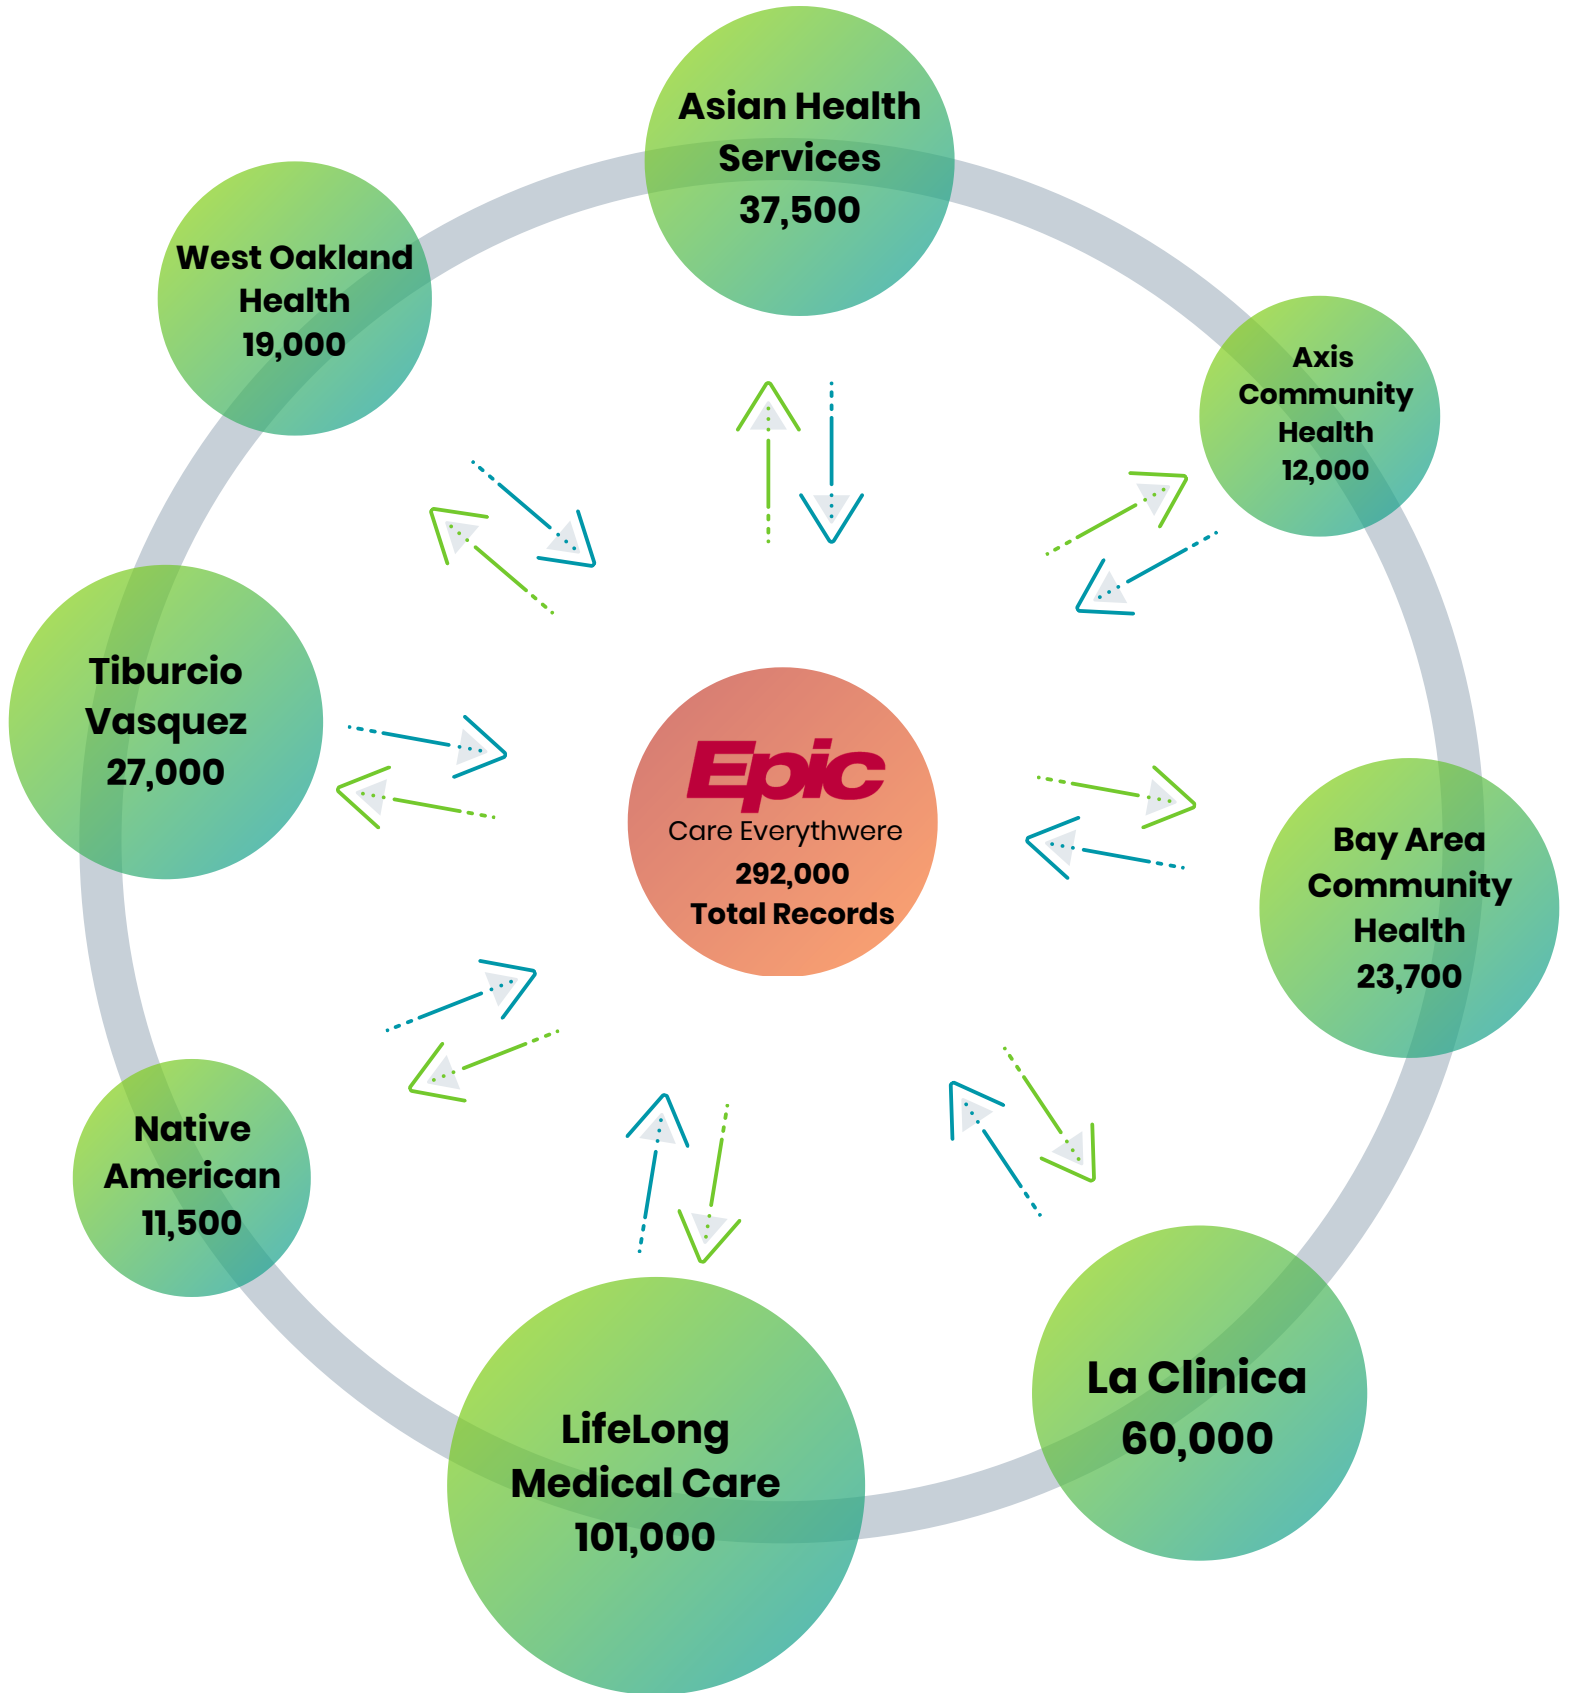 Asian Health
Services
37,500
West Oakland
Health
19,000
Axis
Community
Health
12,000
Tiburcio
Vasquez
27,000
Epic
Care Everythwere
292,000
Total Records
Bay Area
Community
Health
23,700
Native
American
11,500
La Clinica
60,000
LifeLong
Medical Care
101,000